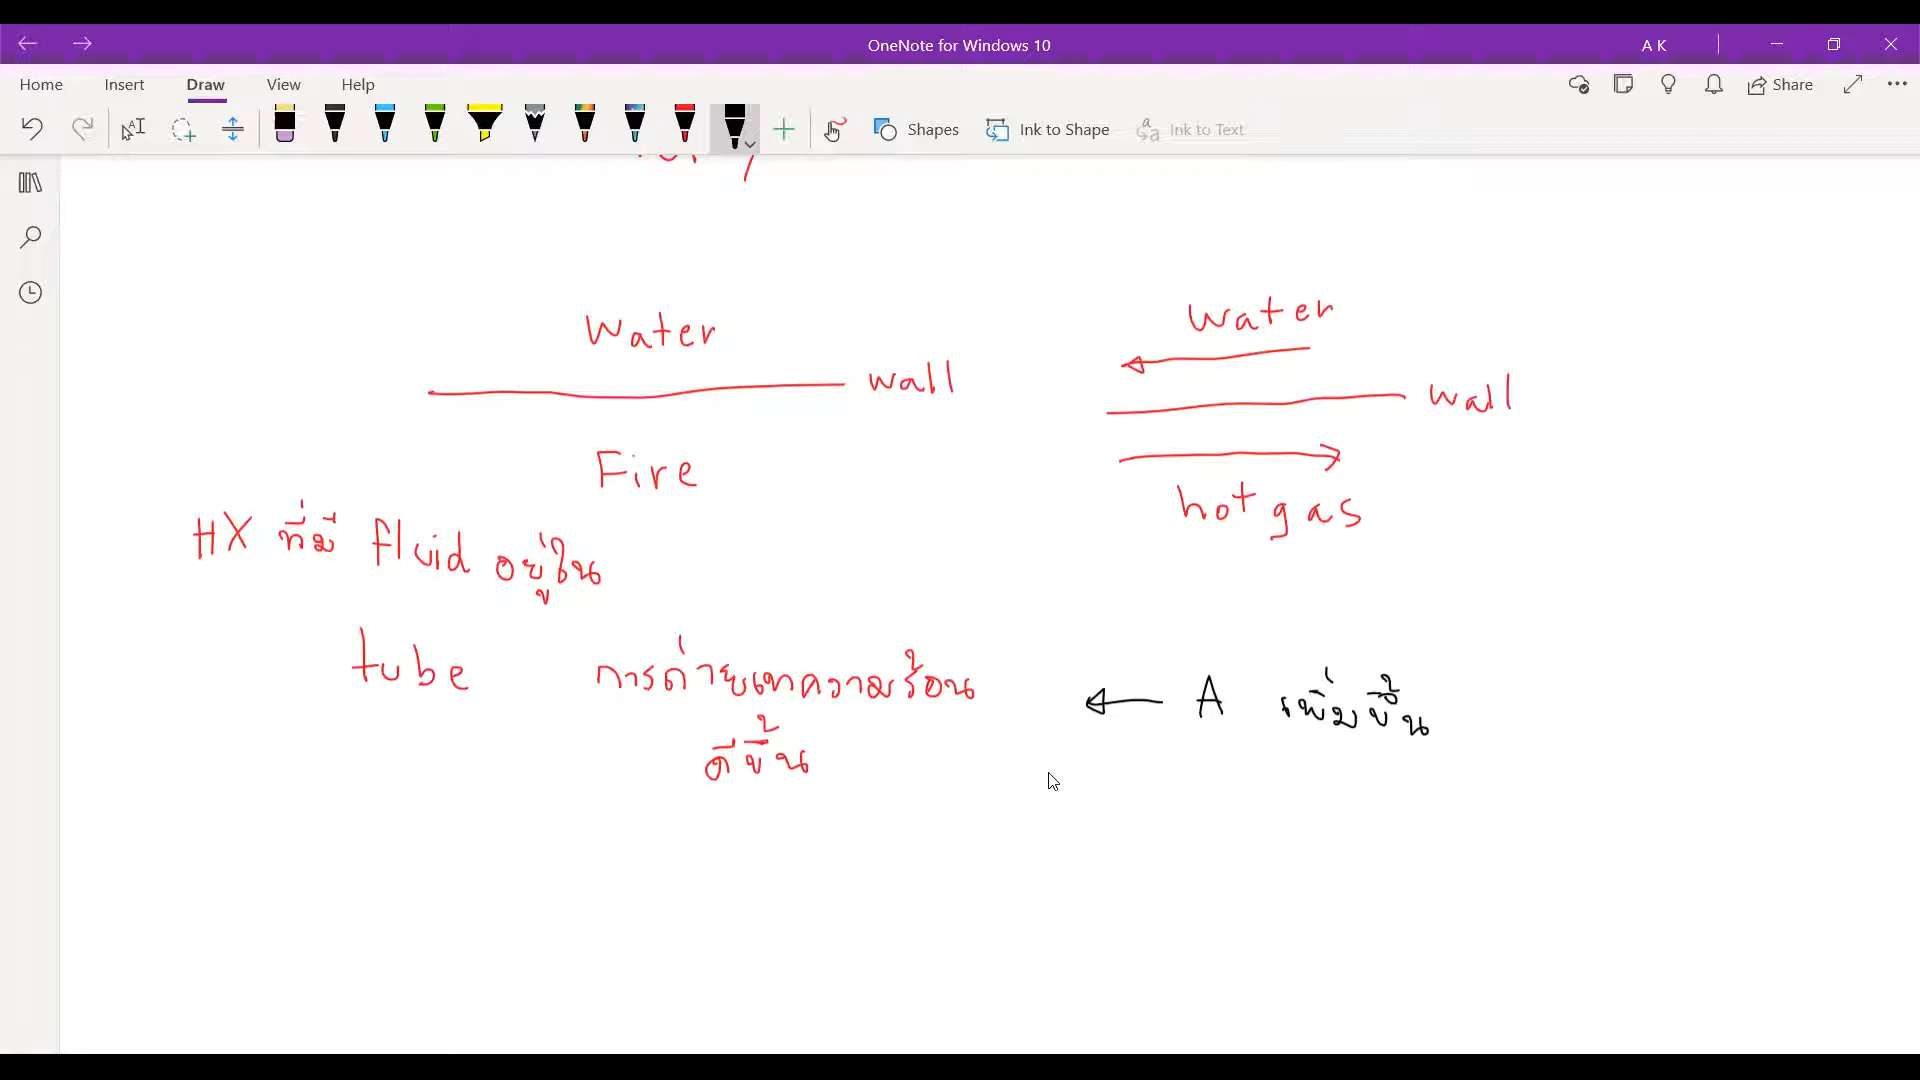 OneNote for Windows 10
A K
Home Insert Draw View Help
Share
Shapes
Ink to Shape
Ink to Text
Water
wall
Fire
Water
wall
hot gas
HX ที่มี fluid อยู่ใน
tube
การถ่ายเทความร้อน
ดีขึ้น
A เพิ่มขึ้น